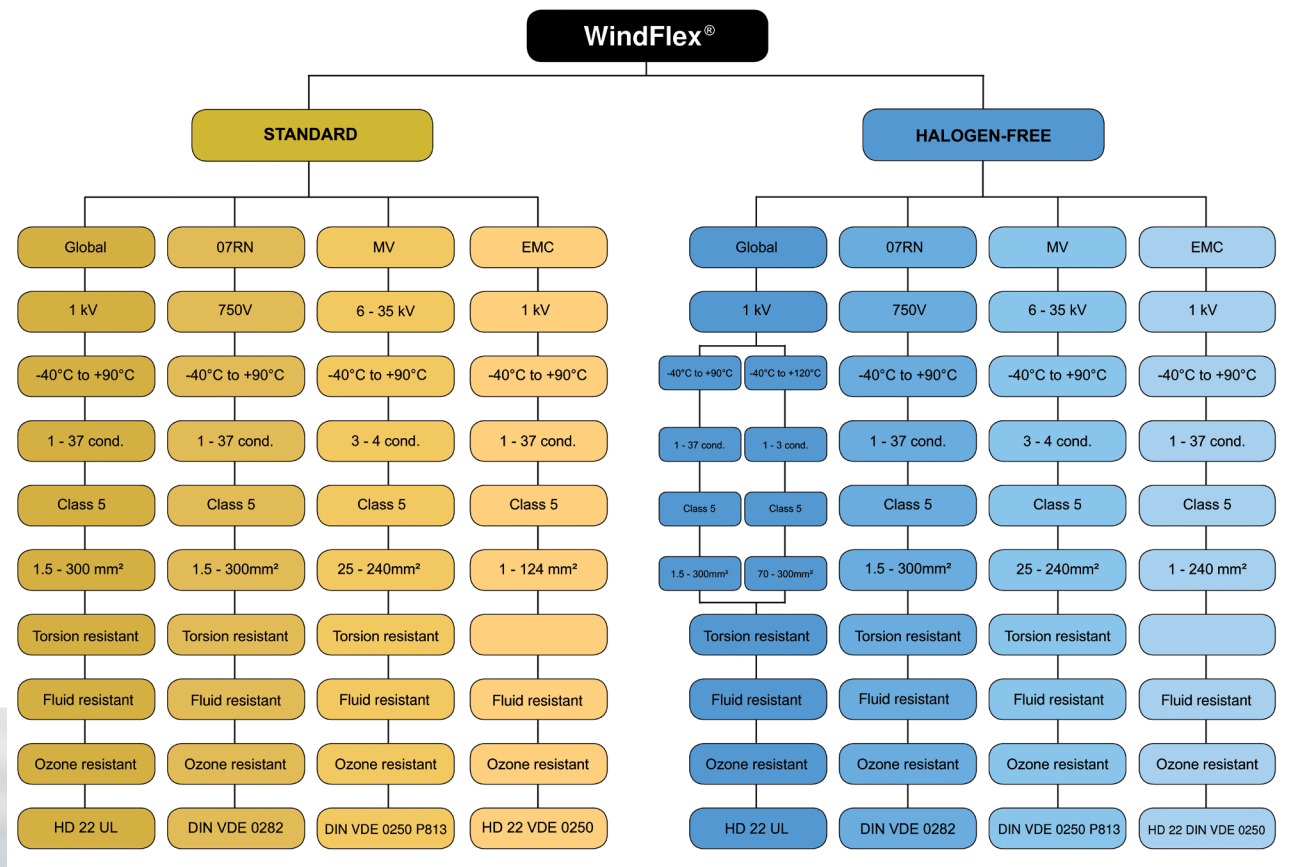 WindFlex®
STANDARD
HALOGEN-FREE
Global
07RN
MV
EMC
Global
07RN
MV
EMC
1 kV
750V
6 - 35 kV
1 kV
1 kV
750V
6 - 35 kV
1 kV
-40°C to +90°C
-40°C to +90°C
-40°C to +90°C
-40°C to +90°C
-40°C to +90°C
-40°C to +120°C
-40°C to +90°C
-40°C to +90°C
-40°C to +90°C
1 - 37 cond.
1 - 37 cond.
3 - 4 cond.
1 - 37 cond.
1 - 37 cond.
1 - 3 cond.
1 - 37 cond.
3 - 4 cond.
1 - 37 cond.
Class 5
Class 5
Class 5
Class 5
Class 5
Class 5
Class 5
Class 5
Class 5
1.5 - 300 mm²
1.5 - 300mm²
25 - 240mm²
1 - 124 mm²
1.5 - 300mm²
70 - 300mm²
1.5 - 300mm²
25 - 240mm²
1 - 240 mm²
Torsion resistant
Torsion resistant
Torsion resistant
Torsion resistant
Torsion resistant
Torsion resistant
Fluid resistant
Fluid resistant
Fluid resistant
Fluid resistant
Fluid resistant
Fluid resistant
Fluid resistant
Fluid resistant
Ozone resistant
Ozone resistant
Ozone resistant
Ozone resistant
Ozone resistant
Ozone resistant
Ozone resistant
Ozone resistant
HD 22 UL
DIN VDE 0282
DIN VDE 0250 P813
HD 22 VDE 0250
HD 22 UL
DIN VDE 0282
DIN VDE 0250 P813
HD 22 DIN VDE 0250